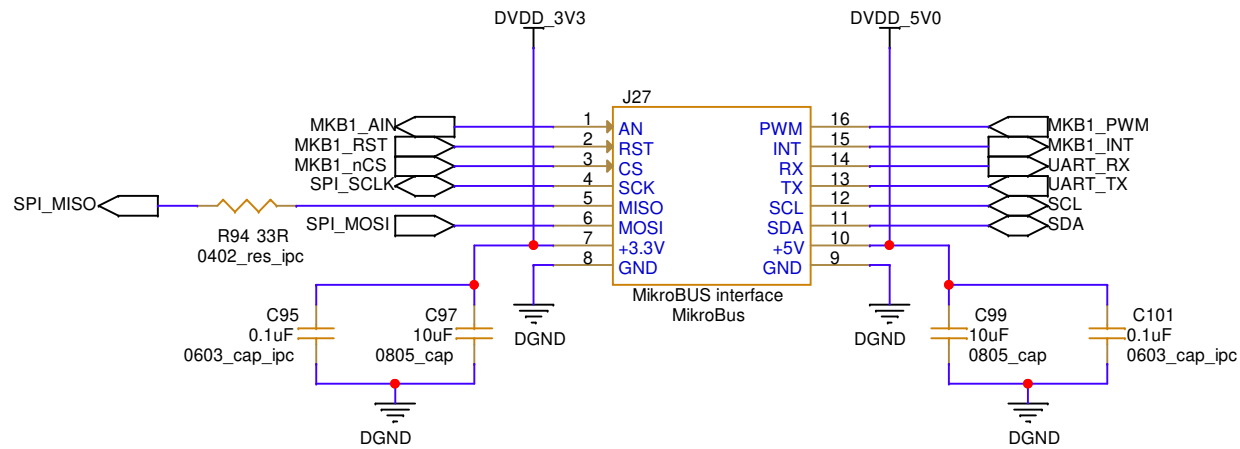 DVDD_3V3
DVDD_5V0
J27
MKB1_AIN 1 AN PWM 16 MKB1_PWM
MKB1_RST 2 RST INT 15 MKB1_INT
MKB1_nCS 3 CS RX 14 UART_RX
SPI_SCLK 4 SCK TX 13 UART_TX
SPI_MISO 5 MISO SCL 12 SCL
SPI_MOSI 6 MOSI SDA 11 SDA
R94 33R
0402_res_ipc
7 +3.3V +5V 10
8 GND GND 9
MikroBUS interface
MikroBus
DGND
DGND
C95
0.1uF
0603_cap_ipc
C97
10uF
0805_cap
C99
10uF
0805_cap
C101
0.1uF
0603_cap_ipc
DGND
DGND